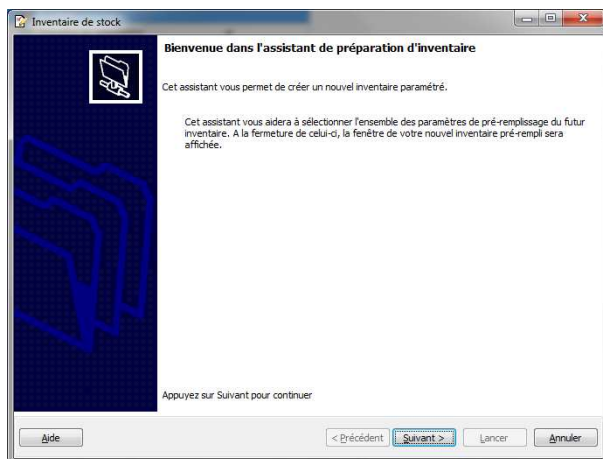 Inventaire de stock
Bienvenue dans l'assistant de préparation d'inventaire
Cet assistant vous permet de créer un nouvel inventaire paramétré.
Cet assistant vous aidera à sélectionner l'ensemble des paramètres de pré-remplissage du futur
inventaire. A la fermeture de celui-ci, la fenêtre de votre nouvel inventaire pré-rempli sera
affichée.
Appuyez sur Suivant pour continuer
Aide
< Précédent
Suivant >
Lancer
Annuler